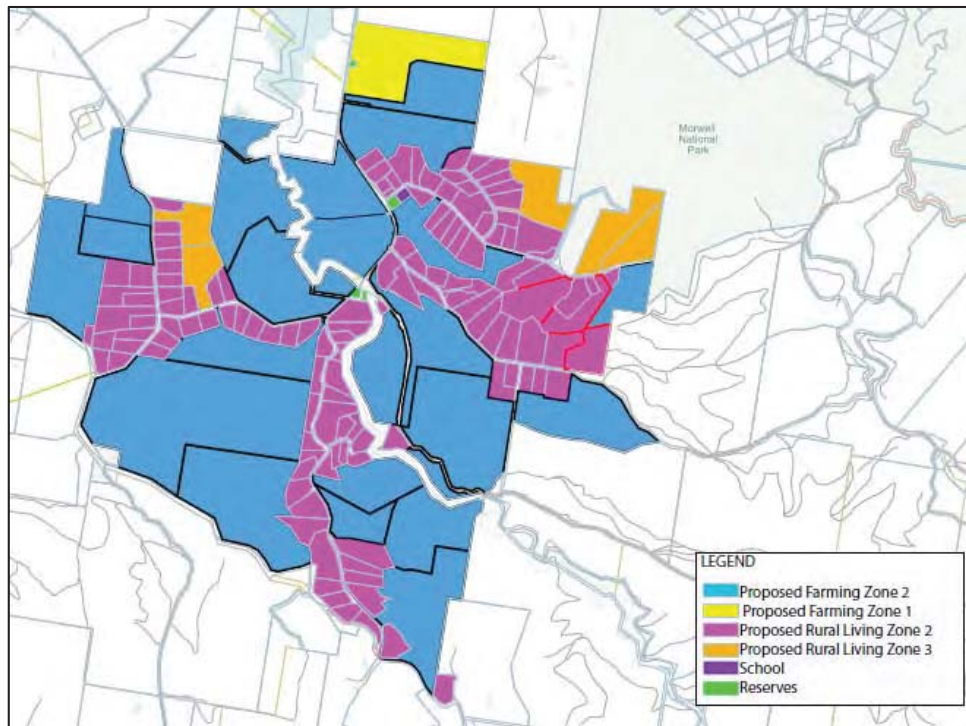 Morwell
National
Park
LEGEND
Proposed Farming Zone 2
Proposed Farming Zone 1
Proposed Rural Living Zone 2
Proposed Rural Living Zone 3
School
Reserves